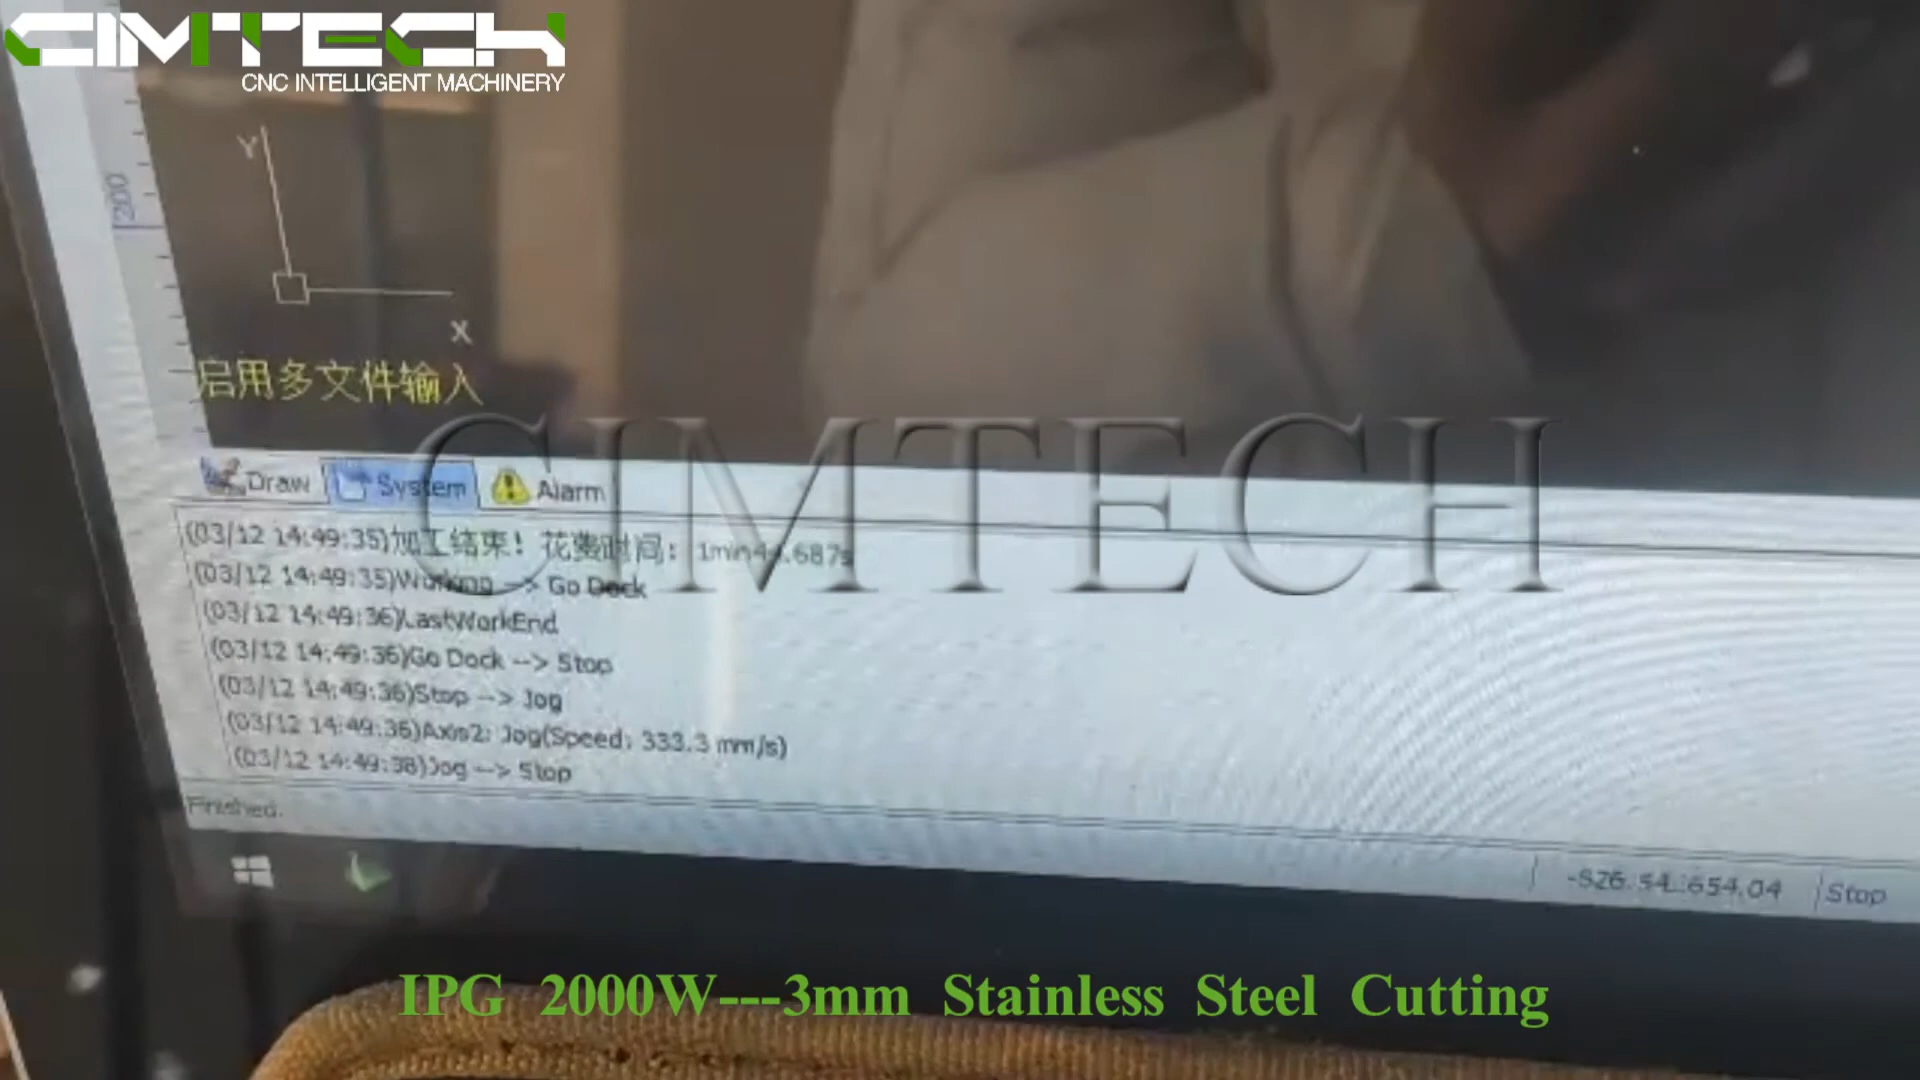 CIMTECH
CNC INTELLIGENT MACHINERY
Y
200
X
启用多文件输入
CIMTECH
Draw System Alarm
(03/12 14:49:35)加工结束! 花费时间: 1min44.687s
(03/12 14:49:35)Working --> Go Dock
(03/12 14:49:36)LastWorkEnd
(03/12 14:49:36)Go Dock --> Stop
(03/12 14:49:36)Stop --> Jog
(03/12 14:49:36)Axis2: Jog(Speed: 333.3 mm/s)
(03/12 14:49:38)Jog --> Stop
Finished.
Stop
IPG 2000W---3mm Stainless Steel Cutting